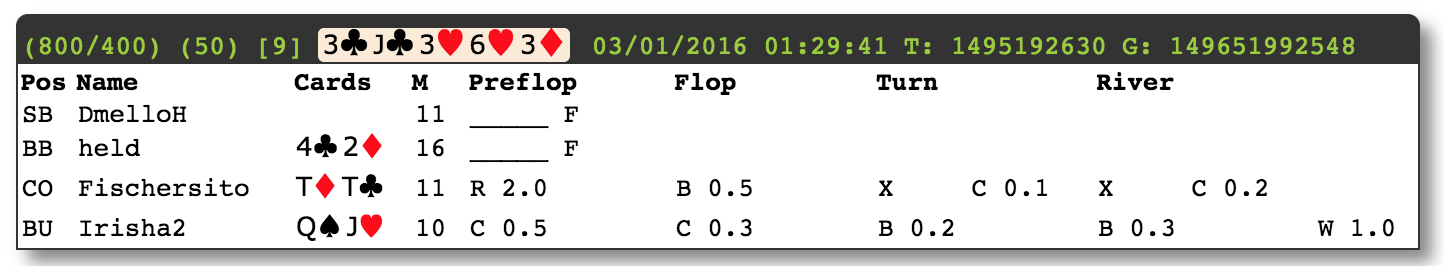 (800/400) (50) [9] 3♣J♣3♥6♥3♦ 03/01/2016 01:29:41 T: 1495192630 G: 149651992548
Pos Name Cards M Preflop Flop Turn River
SB DmelloH 11 _____ F
BB held 4♣2♦ 16 _____ F
CO Fischersito T♦T♣ 11 R 2.0 B 0.5 X C 0.1 X C 0.2
BU Irisha2 Q♠J♥ 10 C 0.5 C 0.3 B 0.2 B 0.3 W 1.0